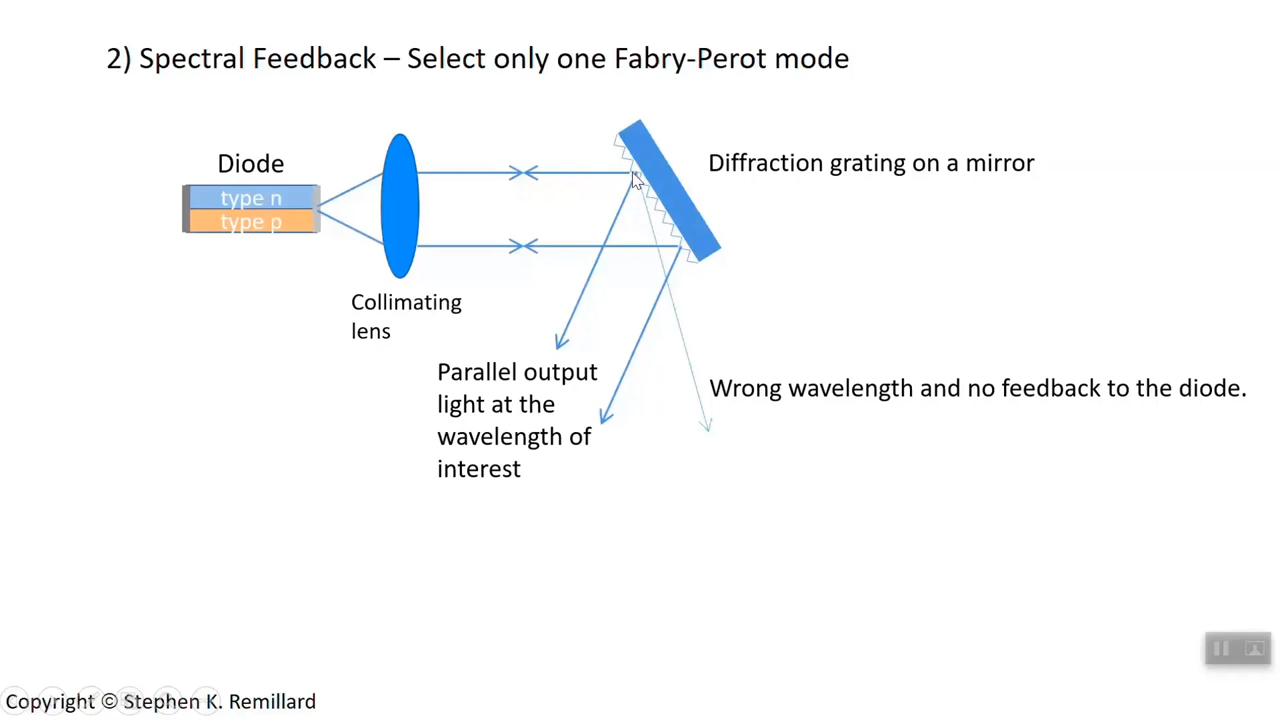 2) Spectral Feedback – Select only one Fabry-Perot mode
Diode
type n
type p
Diffraction grating on a mirror
Collimating
lens
Parallel output
light at the
wavelength of
interest
Wrong wavelength and no feedback to the diode.
Copyright © Stephen K. Remillard